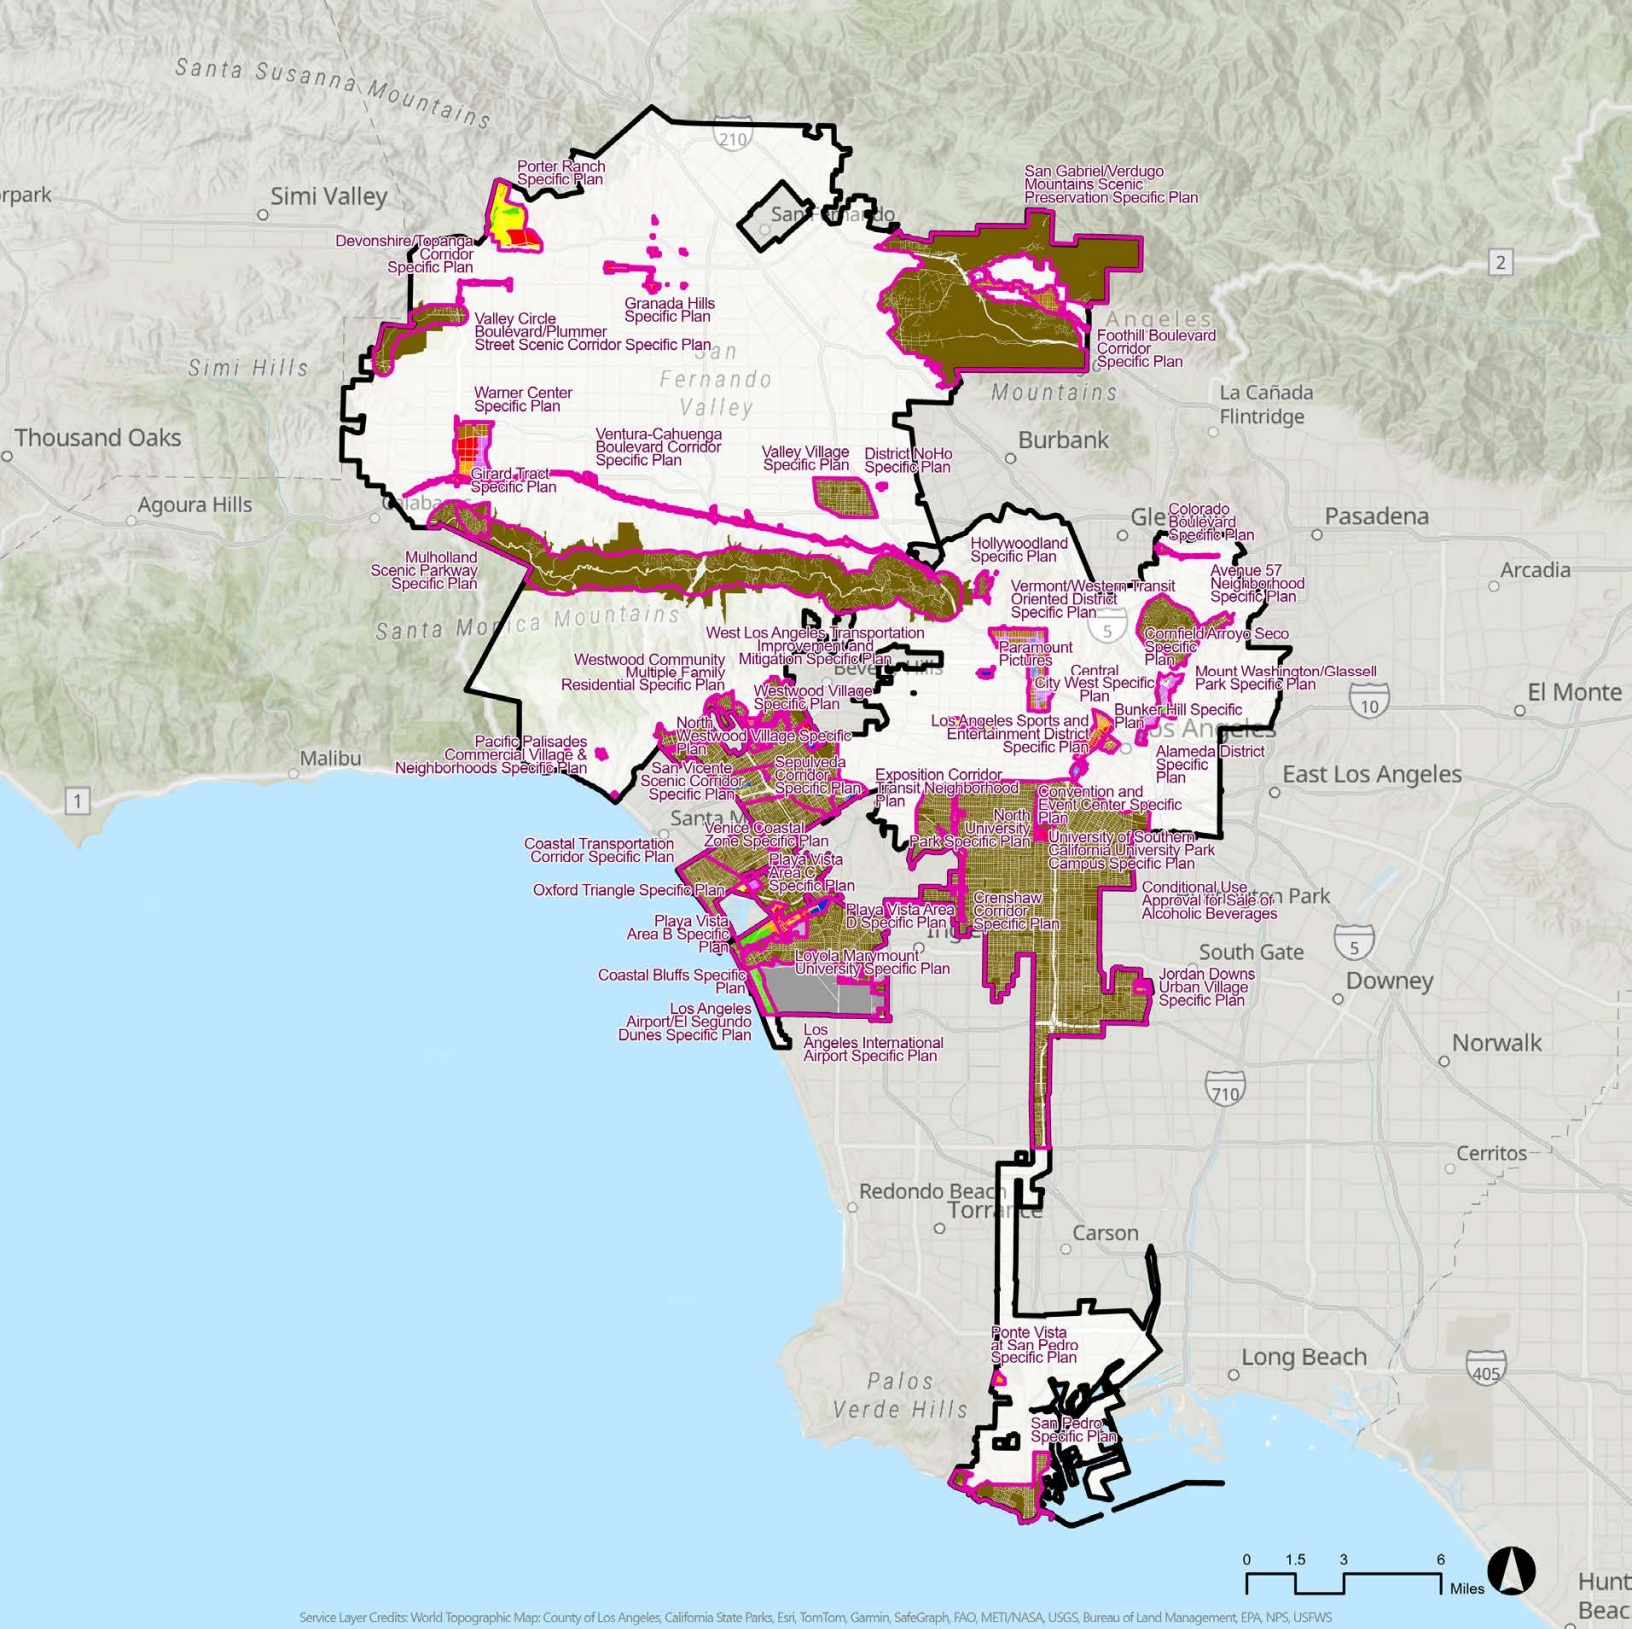 Santa Susanna Mountains
210
Porter Ranch
Specific Plan
Simi Valley
San Gabriel/Verdugo
Mountains Scenic
Preservation Specific Plan
San Fernando
Devonshire/Topanga
Corridor
Specific Plan
2
Granada Hills
Specific Plan
Valley Circle
Boulevard/Plummer
Street Scenic Corridor Specific Plan
Angeles
Foothill Boulevard
Corridor
Specific Plan
Simi Hills
San
Fernando
Valley
Mountains
La Cañada
Flintridge
Warner Center
Specific Plan
Thousand Oaks
Ventura-Cahuenga
Boulevard Corridor
Specific Plan
Valley Village
Specific Plan
District NoHo
Specific Plan
Burbank
Girard Tract
Specific Plan
Agoura Hills
Colorado
Boulevard
Specific Plan
Pasadena
Hollywoodland
Specific Plan
Mulholland
Scenic Parkway
Specific Plan
Arcadia
Avenue 57
Neighborhood
Specific Plan
Vermont/Western Transit
Oriented District
Specific Plan
5
Santa Monica Mountains
West Los Angeles Transportation
Improvement and
Mitigation Specific Plan
Cornfield Arroyo Seco
Specific
Plan
Paramount
Pictures
Westwood Community
Multiple Family
Residential Specific Plan
Mount Washington/Glassell
Park Specific Plan
Central
City West Specific
Plan
Westwood Village
Specific Plan
10
El Monte
Bunker Hill Specific
Plan
Los Angeles Sports and
Entertainment District
Specific Plan
North
Westwood Village Specific
Plan
Los Angeles
Alameda District
Specific
Plan
Pacific Palisades
Commercial Village &
Neighborhoods Specific Plan
Malibu
San Vicente
Scenic Corridor
Specific Plan
Sepulveda
Corridor
Specific Plan
Exposition Corridor
Transit Neighborhood
Plan
East Los Angeles
1
Convention and
Event Center Specific
Plan
Santa M
North
University
Park Specific Plan
Venice Coastal
Zone Specific Plan
University of Southern
California University Park
Campus Specific Plan
Coastal Transportation
Corridor Specific Plan
Playa Vista
Area C
Specific Plan
Oxford Triangle Specific Plan
Conditional Use
Approval for Sale of
Alcoholic Beverages
Park
Crenshaw
Corridor
Specific Plan
Playa Vista Area
D Specific Plan
Playa Vista
Area B Specific
Plan
5
South Gate
Loyola Marymount
University Specific Plan
Coastal Bluffs Specific
Plan
Jordan Downs
Urban Village
Specific Plan
Downey
Los Angeles
Airport/El Segundo
Dunes Specific Plan
Los
Angeles International
Airport Specific Plan
Norwalk
710
Cerritos
Redondo Beach
Torrance
Carson
Ponte Vista
at San Pedro
Specific Plan
Long Beach
405
Palos
Verde Hills
San Pedro
Specific Plan
0 1.5 3 6
Miles
Hunt
Beac
Service Layer Credits: World Topographic Map: County of Los Angeles, California State Parks, Esri, TomTom, Garmin, SafeGraph, FAO, METI/NASA, USGS, Bureau of Land Management, EPA, NPS, USFWS